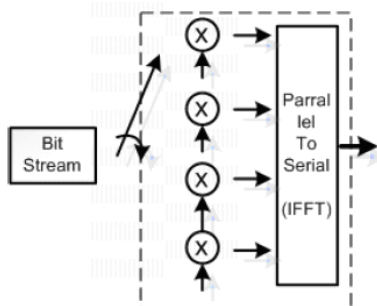 X
X
X
X
Bit
Stream
Parral
lel
To
Serial
(IFFT)